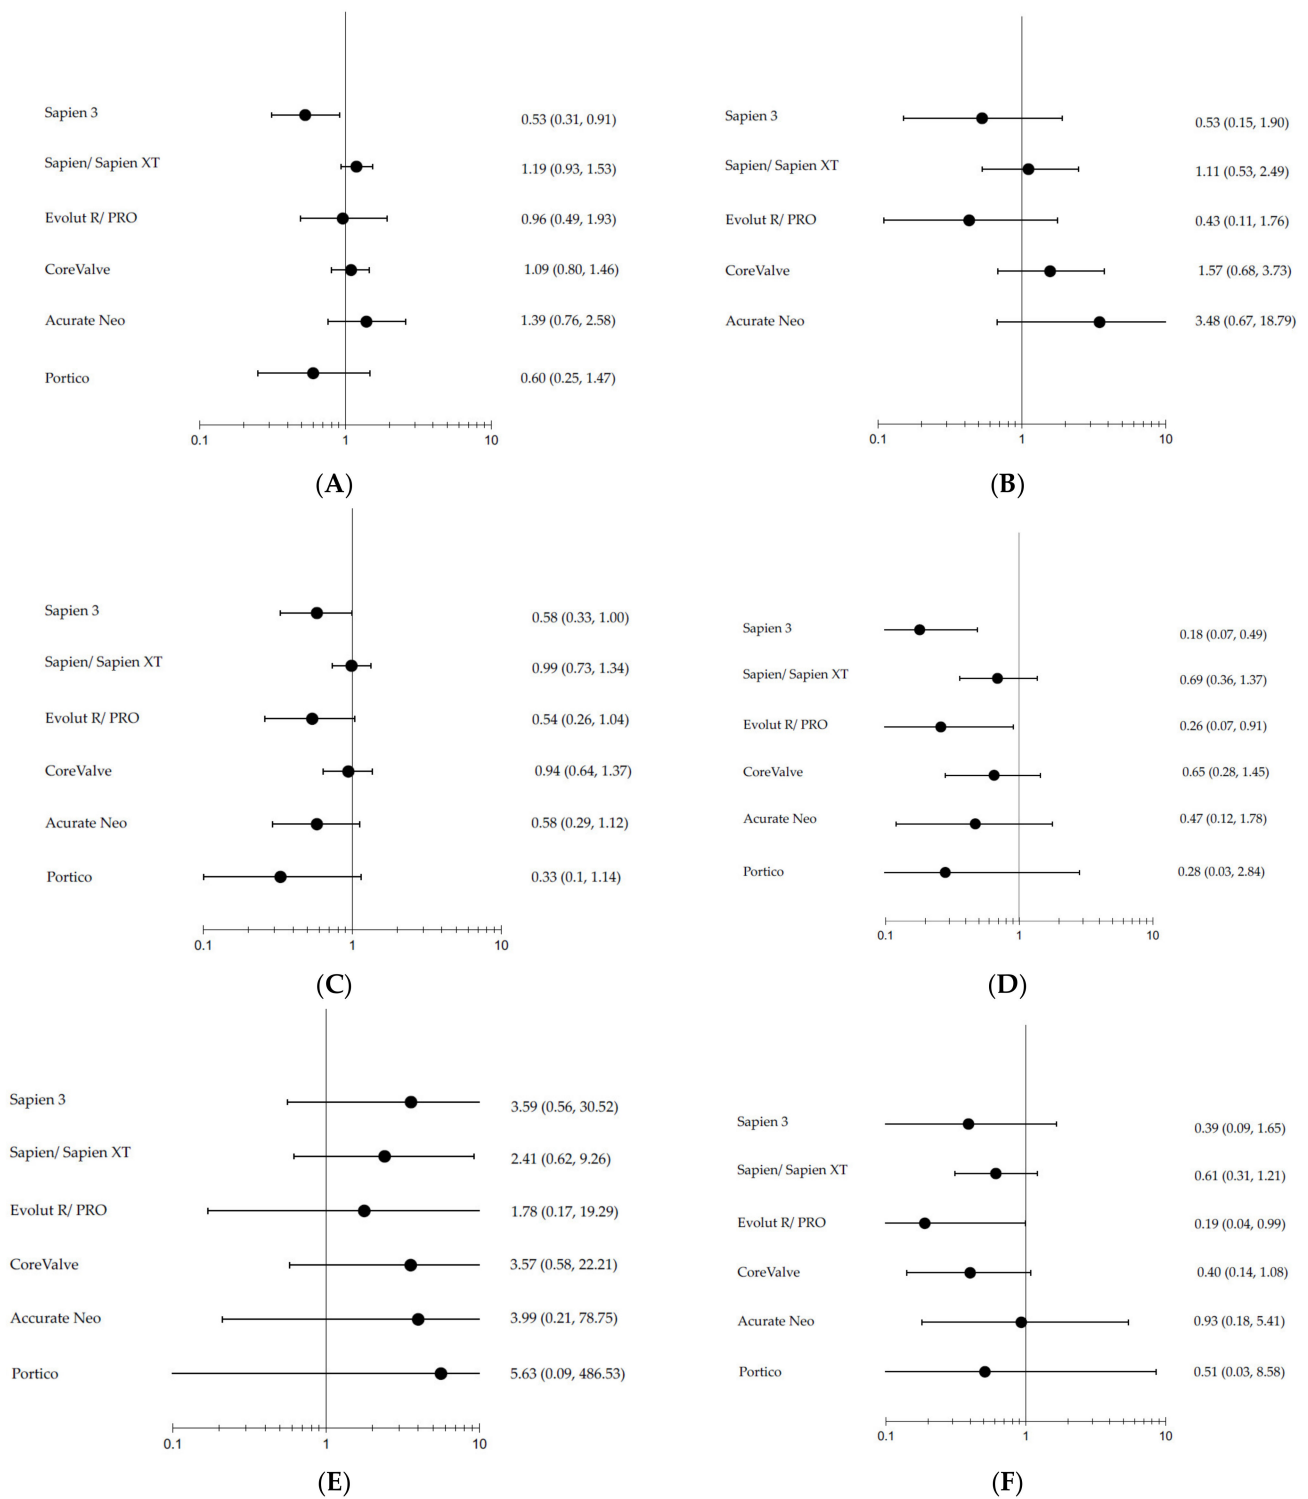 Sapien 3 0.53 (0.31, 0.91)
Sapien/ Sapien XT 1.19 (0.93, 1.53)
Evolut R/ PRO 0.96 (0.49, 1.93)
CoreValve 1.09 (0.80, 1.46)
Acurate Neo 1.39 (0.76, 2.58)
Portico 0.60 (0.25, 1.47)
0.1 1 10
(A)
Sapien 3 0.53 (0.15, 1.90)
Sapien/ Sapien XT 1.11 (0.53, 2.49)
Evolut R/ PRO 0.43 (0.11, 1.76)
CoreValve 1.57 (0.68, 3.73)
Acurate Neo 3.48 (0.67, 18.79)
0.1 1 10
(B)
Sapien 3 0.58 (0.33, 1.00)
Sapien/ Sapien XT 0.99 (0.73, 1.34)
Evolut R/ PRO 0.54 (0.26, 1.04)
CoreValve 0.94 (0.64, 1.37)
Acurate Neo 0.58 (0.29, 1.12)
Portico 0.33 (0.1, 1.14)
0.1 1 10
(C)
Sapien 3 0.18 (0.07, 0.49)
Sapien/ Sapien XT 0.69 (0.36, 1.37)
Evolut R/ PRO 0.26 (0.07, 0.91)
CoreValve 0.65 (0.28, 1.45)
Acurate Neo 0.47 (0.12, 1.78)
Portico 0.28 (0.03, 2.84)
0.1 1 10
(D)
Sapien 3 3.59 (0.56, 30.52)
Sapien/ Sapien XT 2.41 (0.62, 9.26)
Evolut R/ PRO 1.78 (0.17, 19.29)
CoreValve 3.57 (0.58, 22.21)
Accurate Neo 3.99 (0.21, 78.75)
Portico 5.63 (0.09, 486.53)
0.1 1 10
(E)
Sapien 3 0.39 (0.09, 1.65)
Sapien/ Sapien XT 0.61 (0.31, 1.21)
Evolut R/ PRO 0.19 (0.04, 0.99)
CoreValve 0.40 (0.14, 1.08)
Acurate Neo 0.93 (0.18, 5.41)
Portico 0.51 (0.03, 8.58)
0.1 1 10
(F)